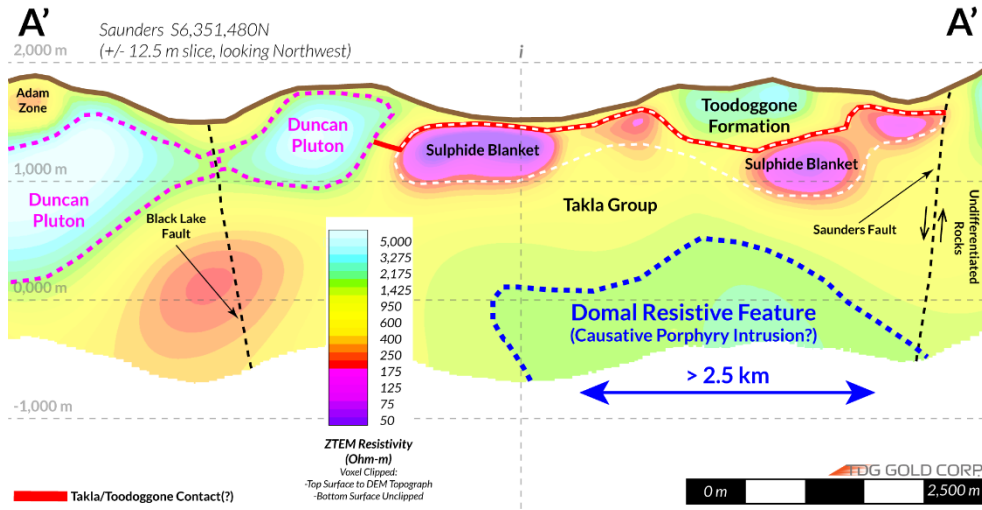 A'
A'
Saunders S6,351,480N
(+/- 12.5 m slice, looking Northwest)
i
2,000 m
Adam
Zone
Duncan
Pluton
Toodoggone
Formation
Sulphide Blanket
Sulphide Blanket
1,000 m
Duncan
Pluton
Takla Group
Black Lake
Fault
Saunders Fault
Undifferentiated
Rocks
5,000
3,275
2,175
1,425
950
600
400
250
175
125
75
50
0,000 m
Domal Resistive Feature
(Causative Porphyry Intrusion?)
> 2.5 km
-1,000 m
ZTEM Resistivity
(Ohm-m)
Voxel Clipped:
-Top Surface to DEM Topograph
-Bottom Surface Unclipped
TDG GOLD CORP.
Takla/Toodoggone Contact(?)
0 m
2,500 m